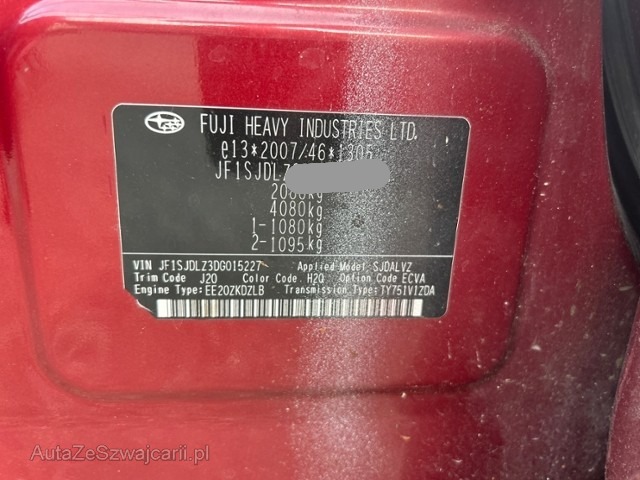 FUJI HEAVY INDUSTRIES LTD.
e13*2007/46*1305
JF1SJDLZ
2080kg
4080kg
1-1080kg
2-1095kg
VIN JF1SJDLZ3DG015227 Applied Model SJDALVZ
Trim Code J20 Color Code H2Q Option Code ECVA
Engine Type:EE20ZKDZLB Transmission Type TY751VIZDA
AutaZeSzwajcarii.pl